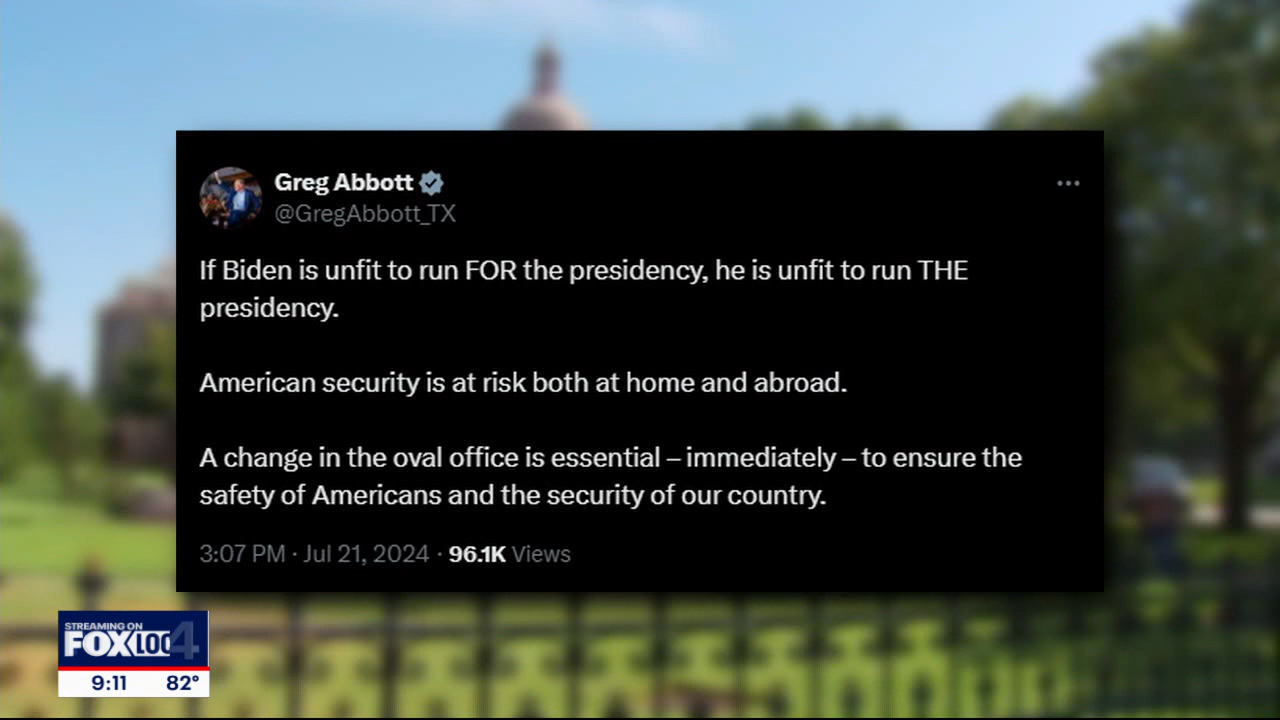 Greg Abbott
@GregAbbott_TX
If Biden is unfit to run FOR the presidency, he is unfit to run THE
presidency.
American security is at risk both at home and abroad.
A change in the oval office is essential – immediately – to ensure the
safety of Americans and the security of our country.
3:07 PM · Jul 21, 2024 · 96.1K Views
STREAMING ON
FOX LOC 4
9:11 82°